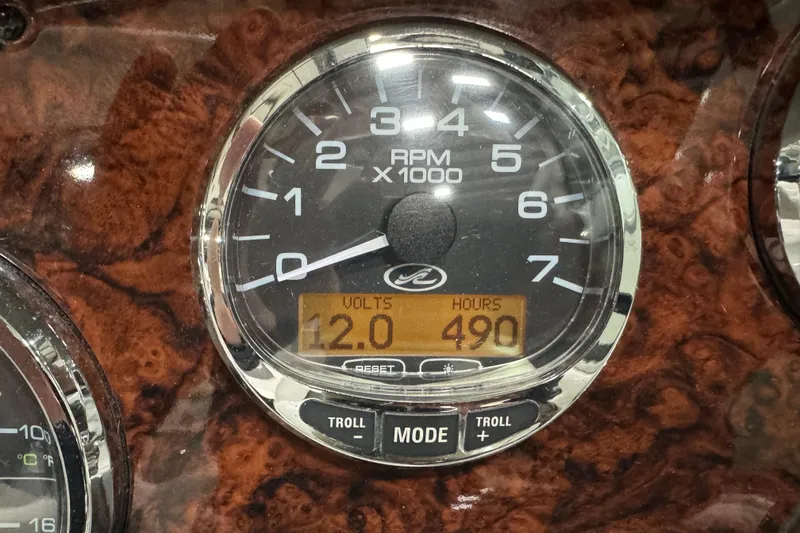 3 4
2 5
RPM
X1000
1 6
0 7
VOLTS HOURS
12.0 490
RESET
TROLL
-
MODE
TROLL
+
100
°C °F
16